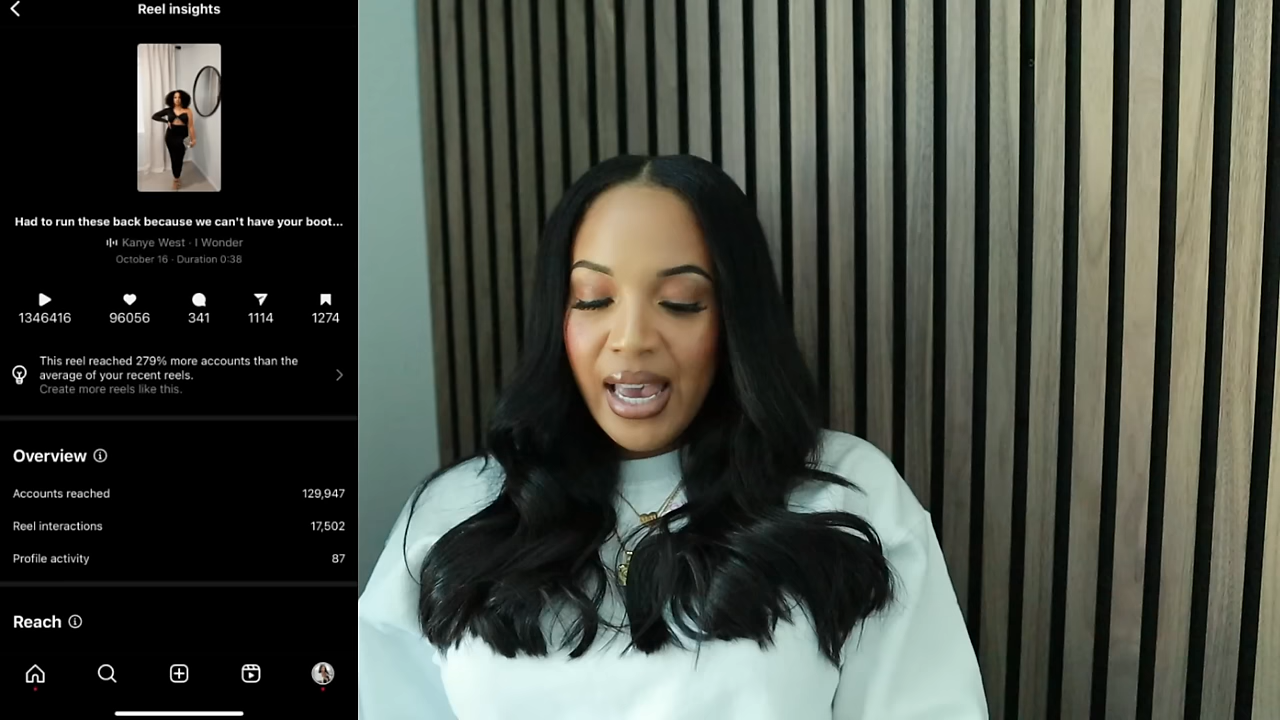 Reel insights
Had to run these back because we can't have your boot...
Kanye West · I Wonder
October 16 · Duration 0:38
1346416 96056 341 1114 1274
This reel reached 279% more accounts than the
average of your recent reels.
Create more reels like this.
Overview
Accounts reached 129,947
Reel interactions 17,502
Profile activity 87
Reach